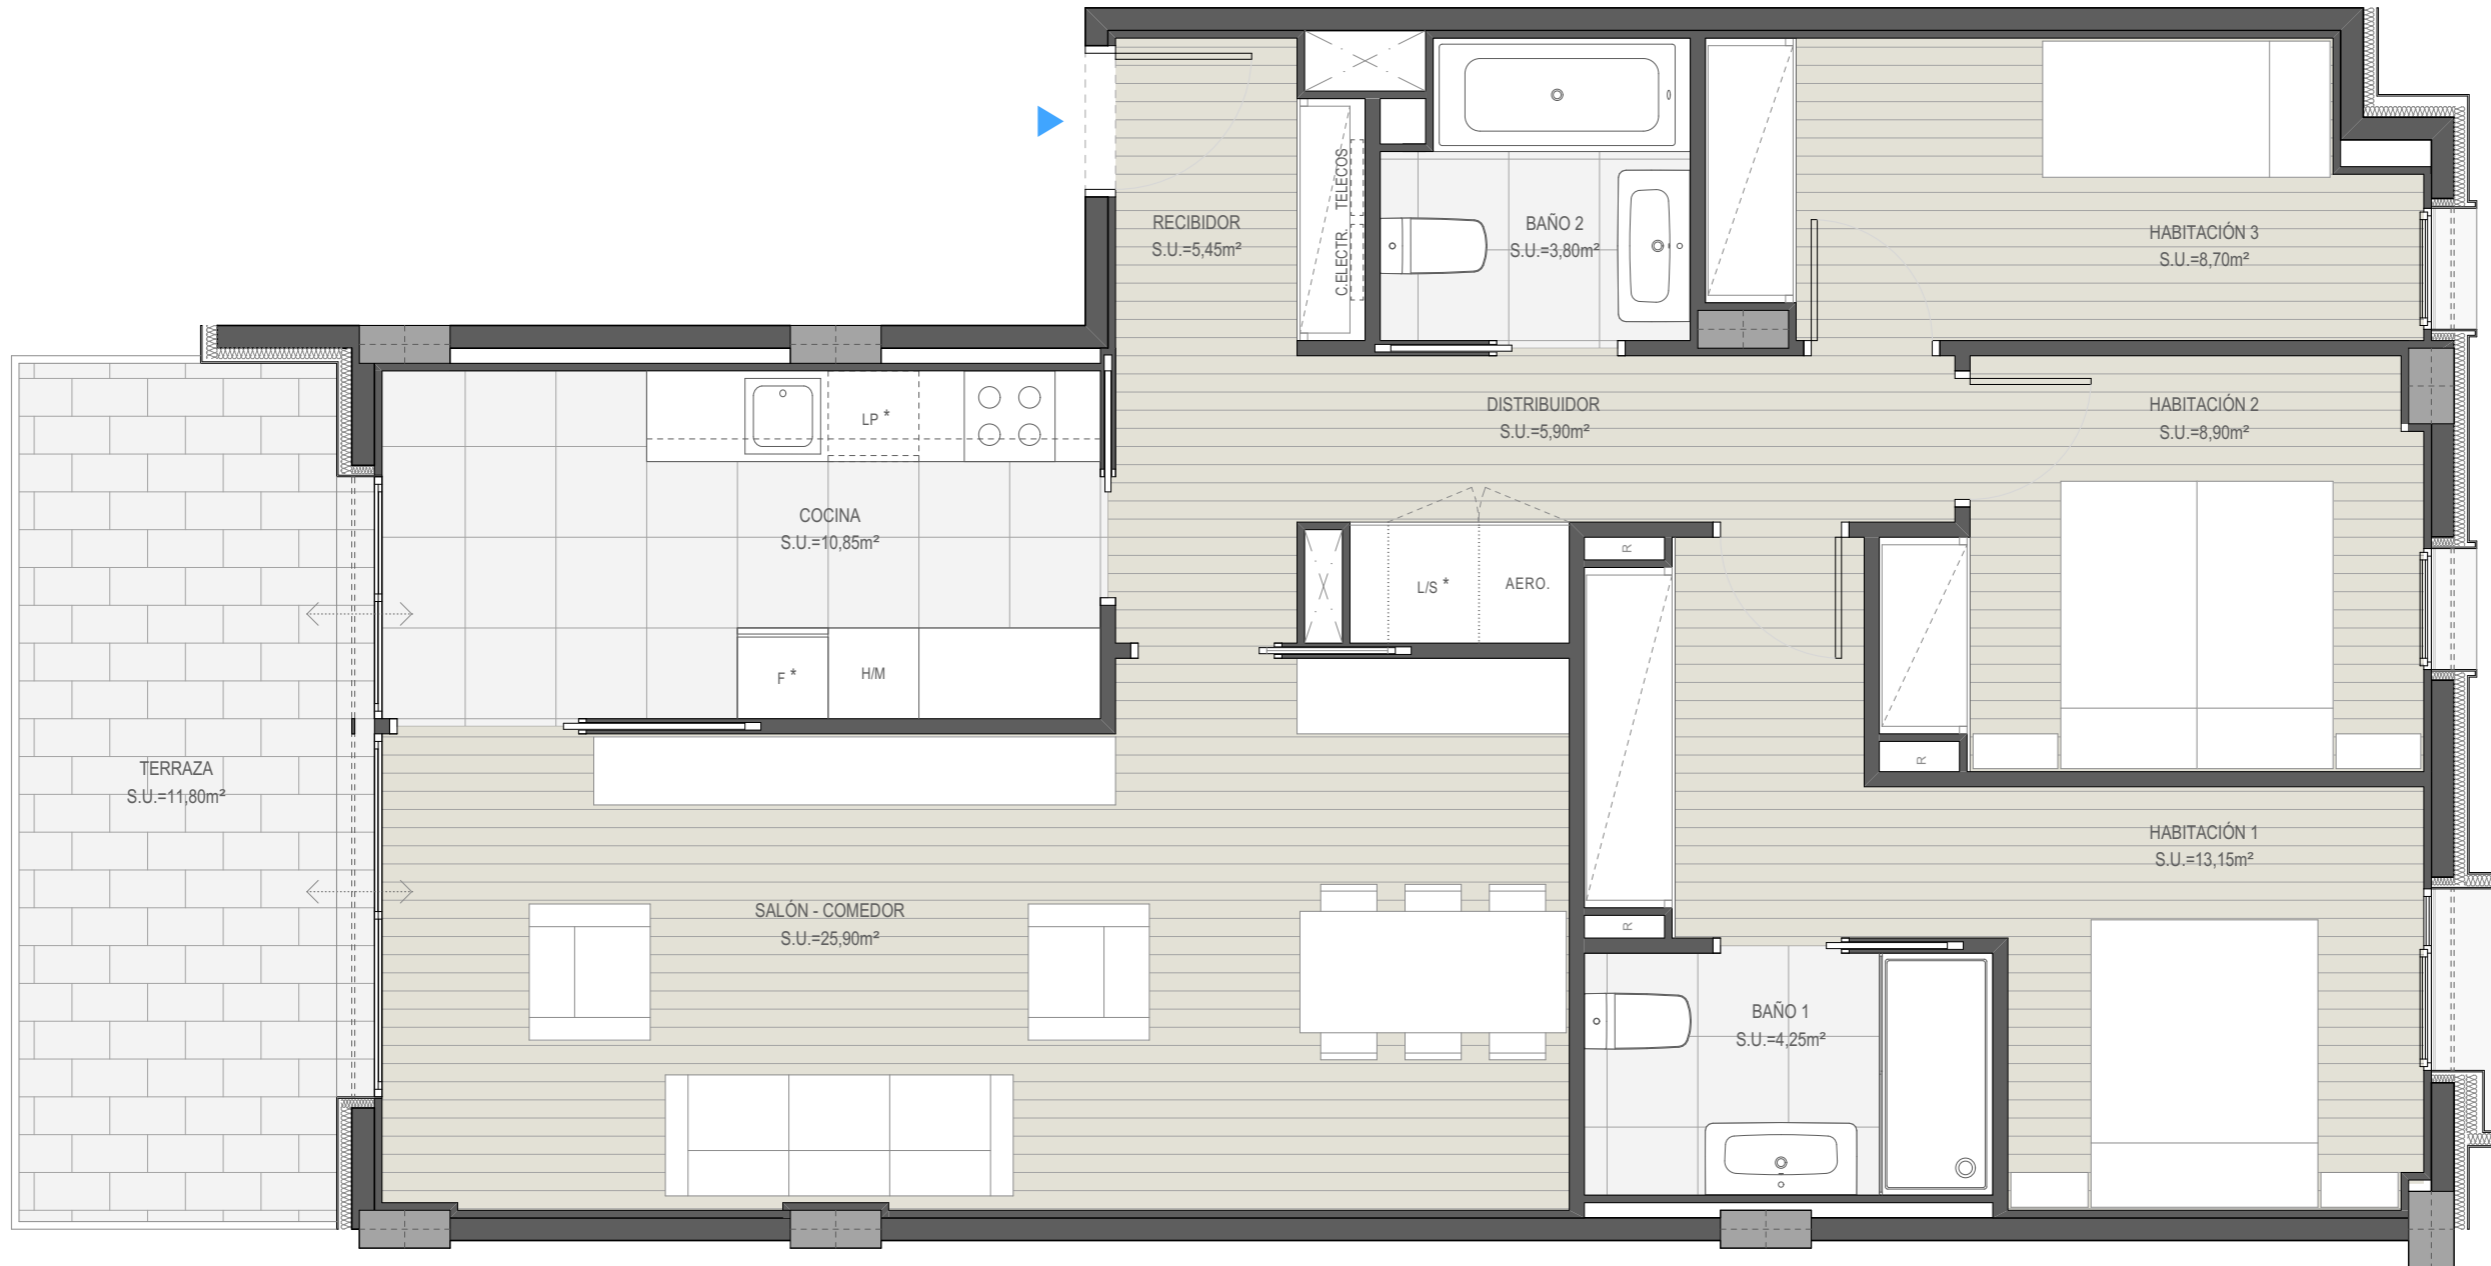 RECIBIDOR
S.U.=5,45m²
C.ELECTR. TELECOS
BAÑO 2
S.U.=3,80m²
HABITACIÓN 3
S.U.=8,70m²
LP *
DISTRIBUIDOR
S.U.=5,90m²
HABITACIÓN 2
S.U.=8,90m²
COCINA
S.U.=10,85m²
R
L/S *
AERO.
F *
H/M
R
TERRAZA
S.U.=11,80m²
HABITACIÓN 1
S.U.=13,15m²
SALÓN - COMEDOR
S.U.=25,90m²
R
BAÑO 1
S.U.=4,25m²